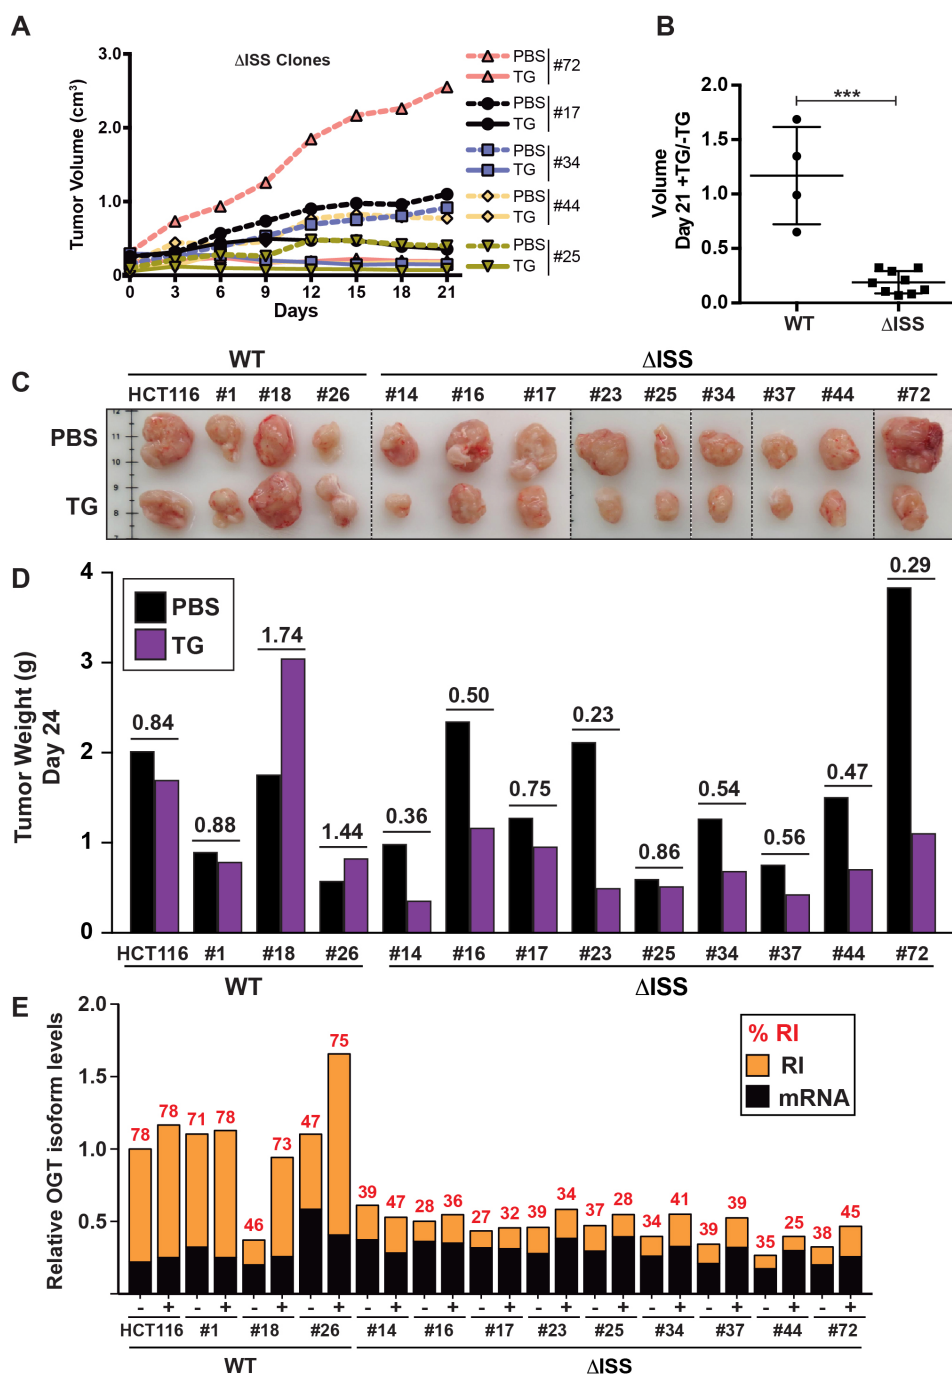 A
ΔISS Clones
Tumor Volume (cm³)
3.0
2.0
1.0
0
0 3 6 9 12 15 18 21
Days
PBS
TG
#72
PBS
TG
#17
PBS
TG
#34
PBS
TG
#44
PBS
TG
#25
B
Volume
Day 21 +TG/-TG
2.0
1.5
1.0
0.5
0.0
***
WT ΔISS
C
WT ΔISS
HCT116 #1 #18 #26 #14 #16 #17 #23 #25 #34 #37 #44 #72
PBS
TG
12
11
10
9
8
7
D
Tumor Weight (g)
Day 24
4
3
2
1
0
PBS
TG
0.84 0.88 1.74 1.44 0.36 0.50 0.75 0.23 0.86 0.54 0.56 0.47 0.29
HCT116 #1 #18 #26 #14 #16 #17 #23 #25 #34 #37 #44 #72
WT ΔISS
E
Relative OGT isoform levels
2.0
1.5
1.0
0.5
% RI
RI
mRNA
78 78 71 78 46 73 47 75 39 47 28 36 27 32 39 34 37 28 34 41 39 39 35 25 38 45
- + - + - + - + - + - + - + - + - + - + - + - + - +
HCT116 #1 #18 #26 #14 #16 #17 #23 #25 #34 #37 #44 #72
WT ΔISS